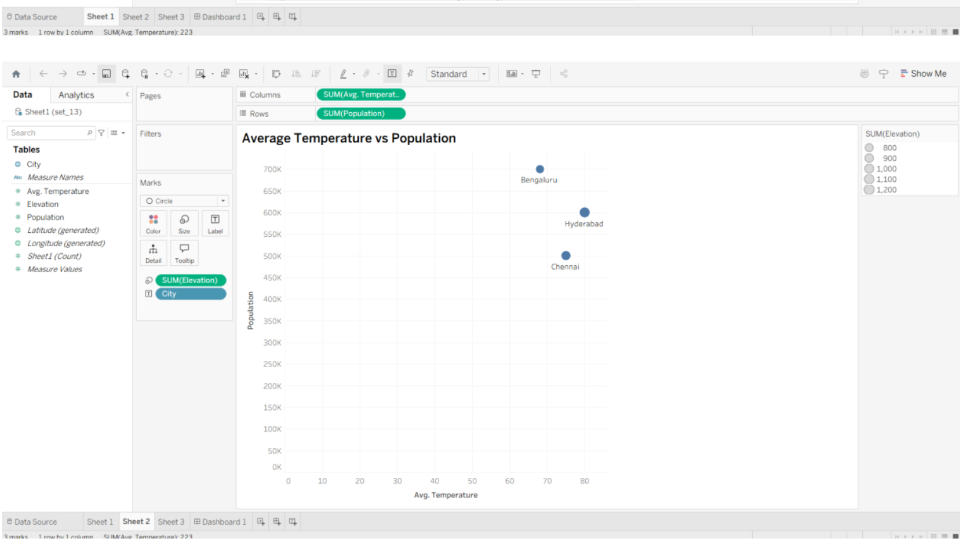 Data Source Sheet 1 Sheet 2 Sheet 3 Dashboard 1
3 marks 1 row by 1 column SUM(Avg. Temperature): 223
Standard Show Me
Data Analytics
Sheet1 (set_13)
Search
Tables
City
Abc Measure Names
Avg. Temperature
Elevation
Population
Latitude (generated)
Longitude (generated)
Sheet1 (Count)
Measure Values
Pages
Filters
Marks
Circle
Color Size Label
Detail Tooltip
SUM(Elevation)
City
Columns SUM(Avg. Temperat..
Rows SUM(Population)
Average Temperature vs Population
700K
650K
600K
550K
500K
450K
400K
350K
300K
250K
200K
150K
100K
50K
0K
Population
Bengaluru
Hyderabad
Chennai
0 10 20 30 40 50 60 70 80
Avg. Temperature
SUM(Elevation)
800
900
1,000
1,100
1,200
Data Source Sheet 1 Sheet 2 Sheet 3 Dashboard 1
3 marks 1 row by 1 column SUM(Avg. Temperature): 223